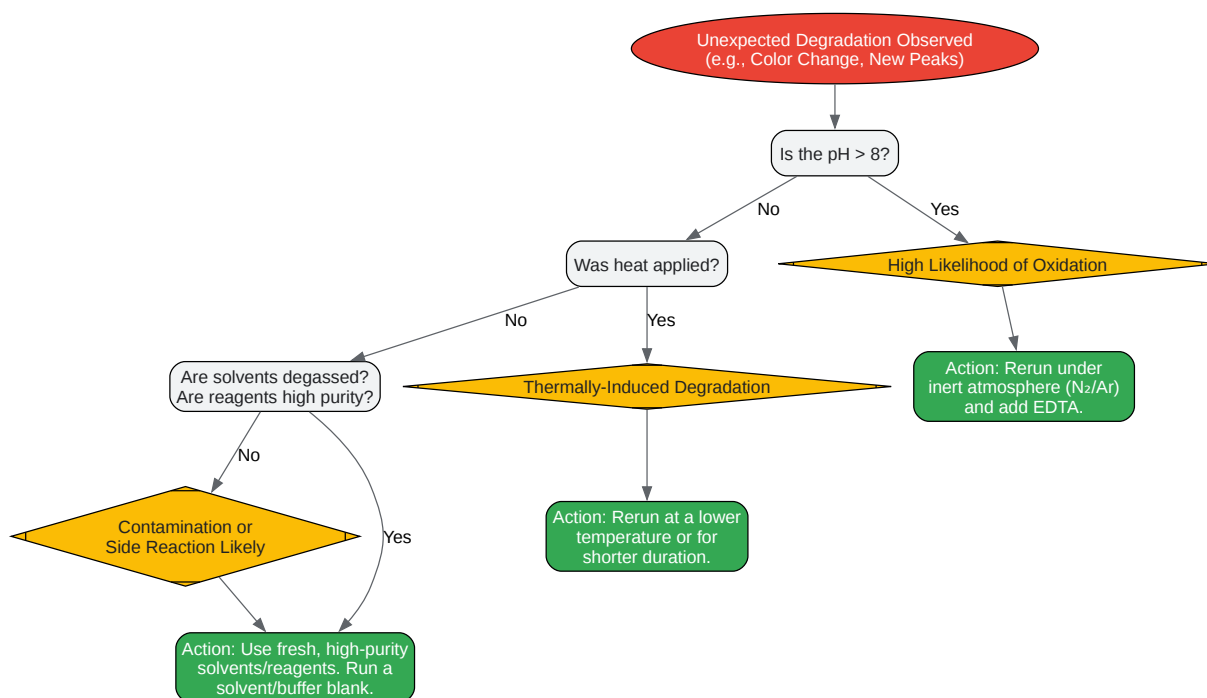 Unexpected Degradation Observed
(e.g., Color Change, New Peaks)
Is the pH > 8?
No
Yes
Was heat applied?
High Likelihood of Oxidation
No
Yes
Are solvents degassed?
Are reagents high purity?
Thermally-Induced Degradation
Action: Rerun under
inert atmosphere (N₂/Ar)
and add EDTA.
No
Contamination or
Side Reaction Likely
Yes
Action: Rerun at a lower
temperature or for
shorter duration.
Action: Use fresh, high-purity
solvents/reagents. Run a
solvent/buffer blank.